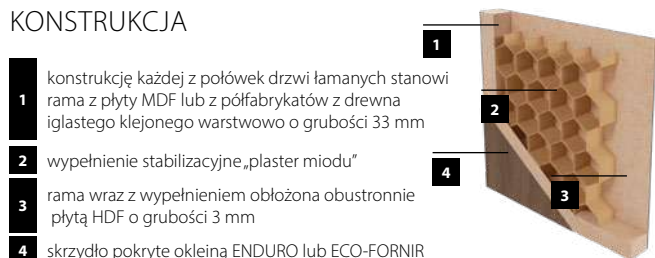 KONSTRUKCJA
1
konstrukcję każdej z połówek drzwi łamanych stanowi
rama z płyty MDF lub z półfabrykatów z drewna
iglastego klejonego warstwowo o grubości 33 mm
2 wypełnienie stabilizacyjne „plaster miodu”
3
rama wraz z wypełnieniem obłożona obustronnie
płytą HDF o grubości 3 mm
4 skrzydło pokryte okleiną ENDURO lub ECO-FORNIR
1
2
4
3